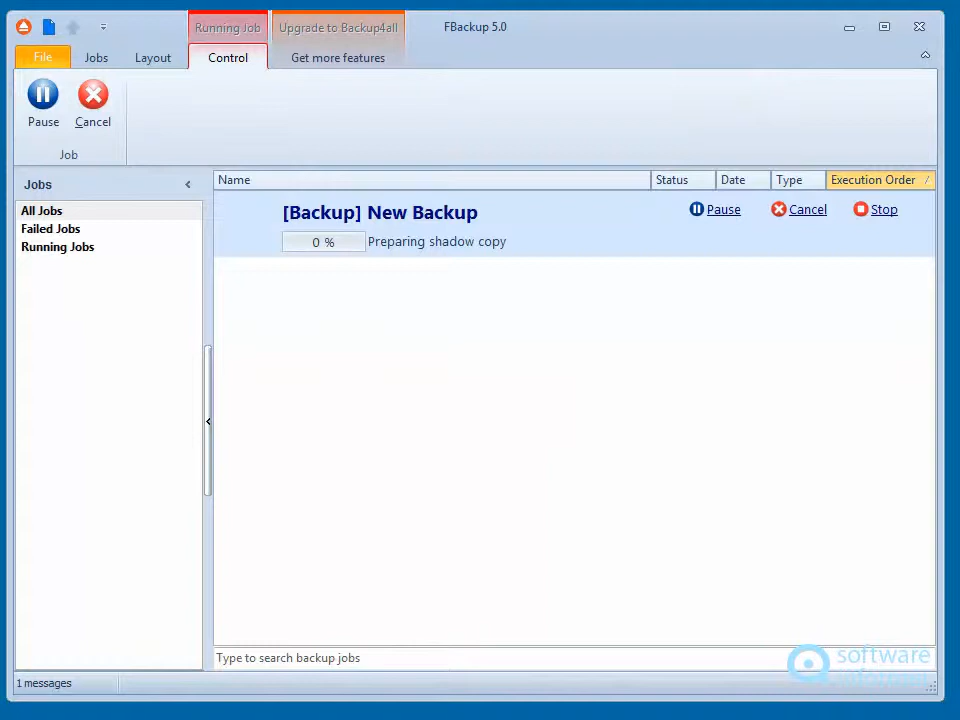 Running Job Upgrade to Backup4all FBackup 5.0
File Jobs Layout Control Get more features
Pause Cancel
Job
Jobs
All Jobs
Failed Jobs
Running Jobs
Name Status Date Type Execution Order
[Backup] New Backup Pause Cancel Stop
0 % Preparing shadow copy
Type to search backup jobs
software
1 messages